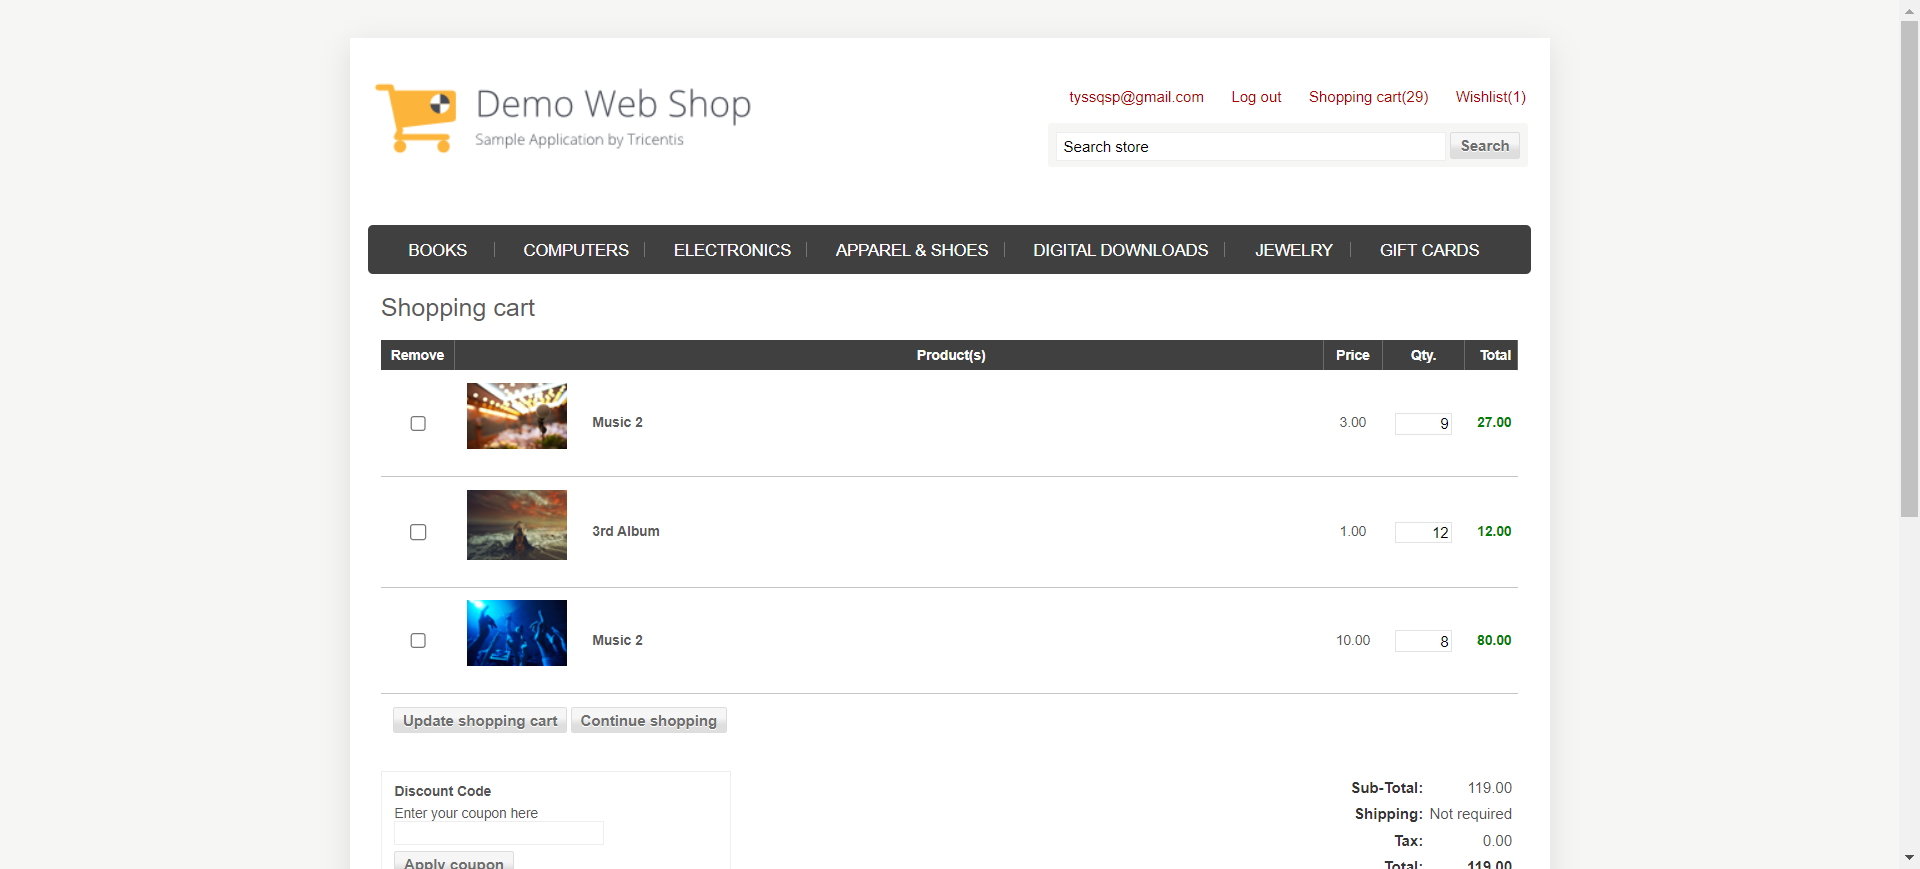 Demo Web Shop
Sample Application by Tricentis
tyssqsp@gmail.com Log out Shopping cart(29) Wishlist(1)
Search store Search
BOOKS COMPUTERS ELECTRONICS APPAREL & SHOES DIGITAL DOWNLOADS JEWELRY GIFT CARDS
Shopping cart
Remove Product(s) Price Qty. Total
Music 2 3.00 9 27.00
3rd Album 1.00 12 12.00
Music 2 10.00 8 80.00
Update shopping cart Continue shopping
Discount Code
Enter your coupon here
Apply coupon
Sub-Total: 119.00
Shipping: Not required
Tax: 0.00
Total: 119.00